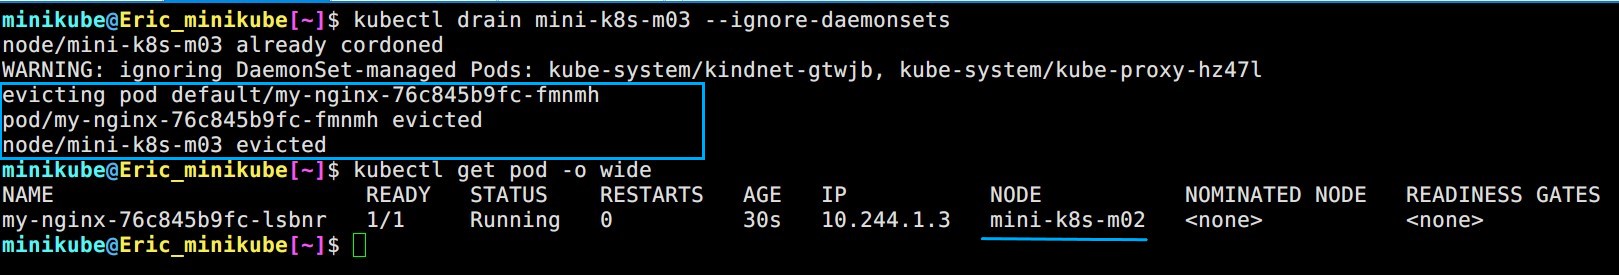 minikube@Eric_minikube[~]$ kubectl drain mini-k8s-m03 --ignore-daemonsets
node/mini-k8s-m03 already cordoned
WARNING: ignoring DaemonSet-managed Pods: kube-system/kindnet-gtwjb, kube-system/kube-proxy-hz47l
evicting pod default/my-nginx-76c845b9fc-fmnmh
pod/my-nginx-76c845b9fc-fmnmh evicted
node/mini-k8s-m03 evicted
minikube@Eric_minikube[~]$ kubectl get pod -o wide
NAME READY STATUS RESTARTS AGE IP NODE NOMINATED NODE READINESS GATES
my-nginx-76c845b9fc-lsbnr 1/1 Running 0 30s 10.244.1.3 mini-k8s-m02 <none> <none>
minikube@Eric_minikube[~]$